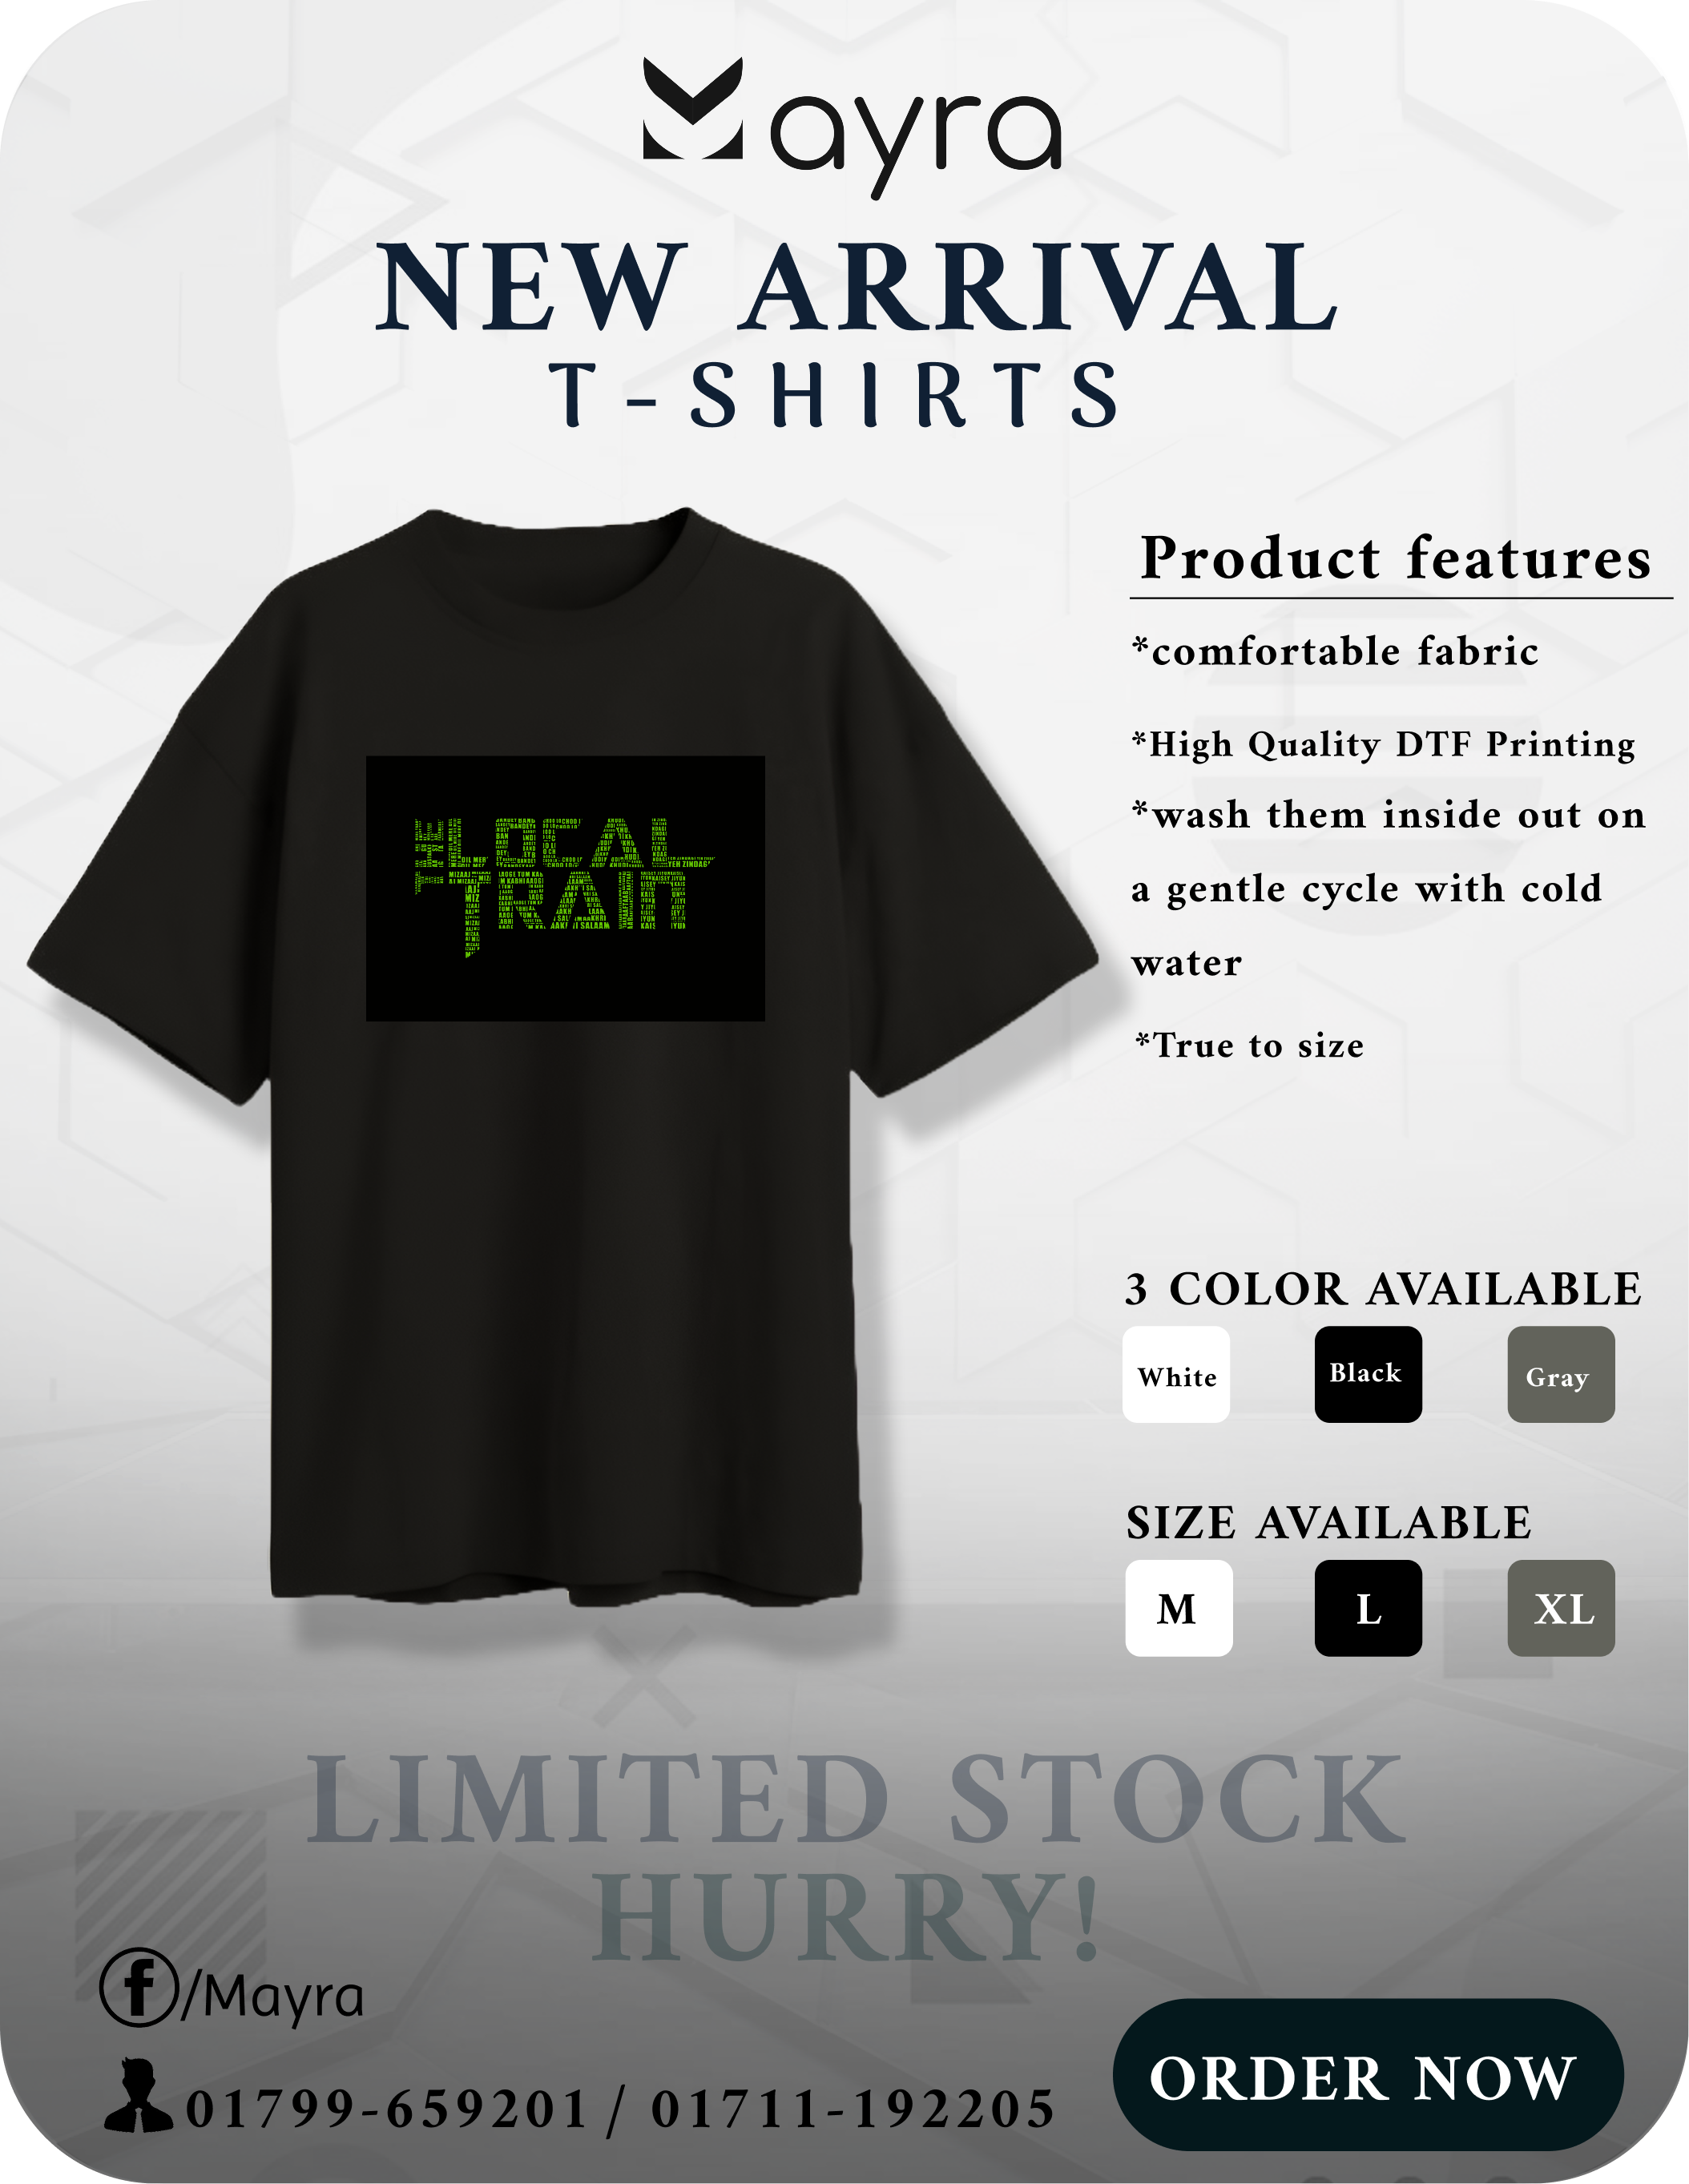 Mayra
NEW ARRIVAL
T-SHIRTS
Product features
*comfortable fabric
*High Quality DTF Printing
*wash them inside out on
a gentle cycle with cold
water
*True to size
LOCAL
TRAIN
3 COLOR AVAILABLE
White Black Gray
SIZE AVAILABLE
M L XL
LIMITED STOCK
HURRY!
/Mayra
01799-659201 / 01711-192205
ORDER NOW